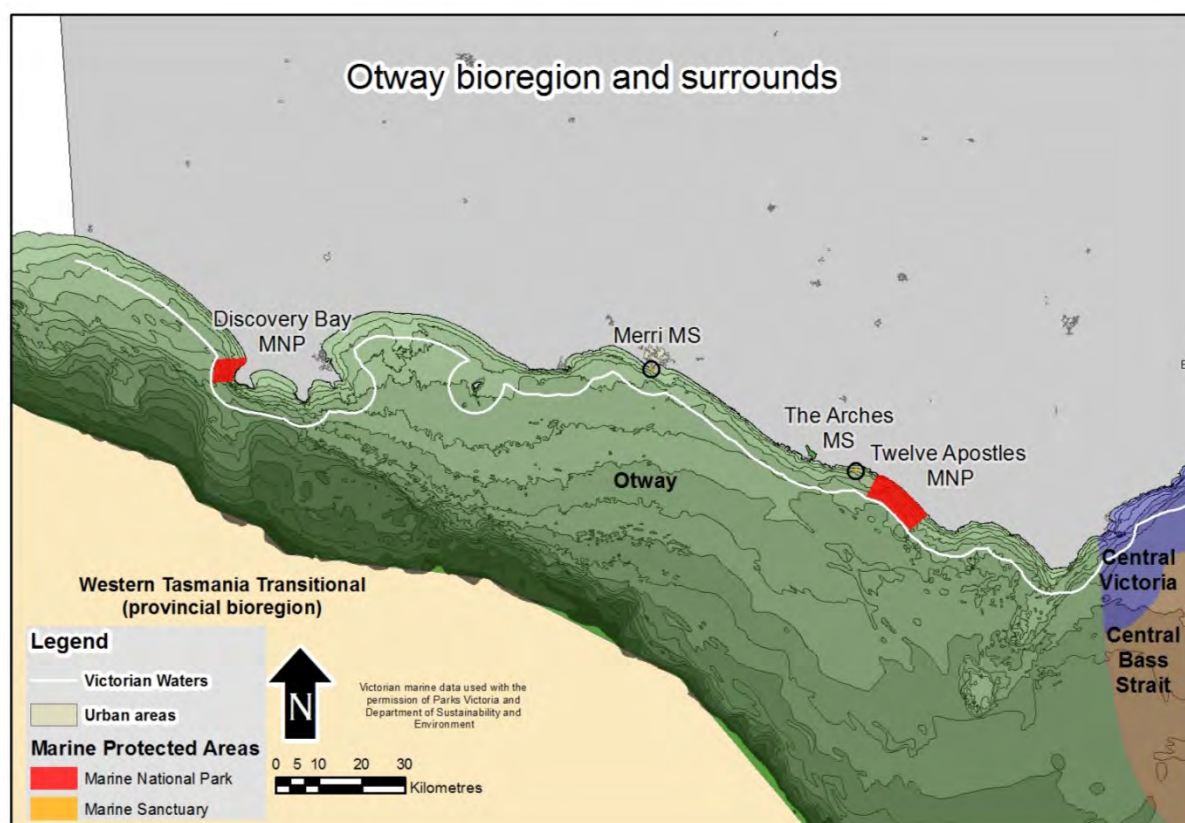 Otway bioregion and surrounds
Discovery Bay
MNP
Merri MS
The Arches
MS
Twelve Apostles
MNP
Otway
Central
Victoria
Central
Bass
Strait
Western Tasmania Transitional
(provincial bioregion)
Legend
Victorian Waters
Urban areas
Marine Protected Areas
Marine National Park
Marine Sanctuary
N
Victorian marine data used with the
permission of Parks Victoria and
Department of Sustainability and
Environment
0 5 10 20 30
Kilometres